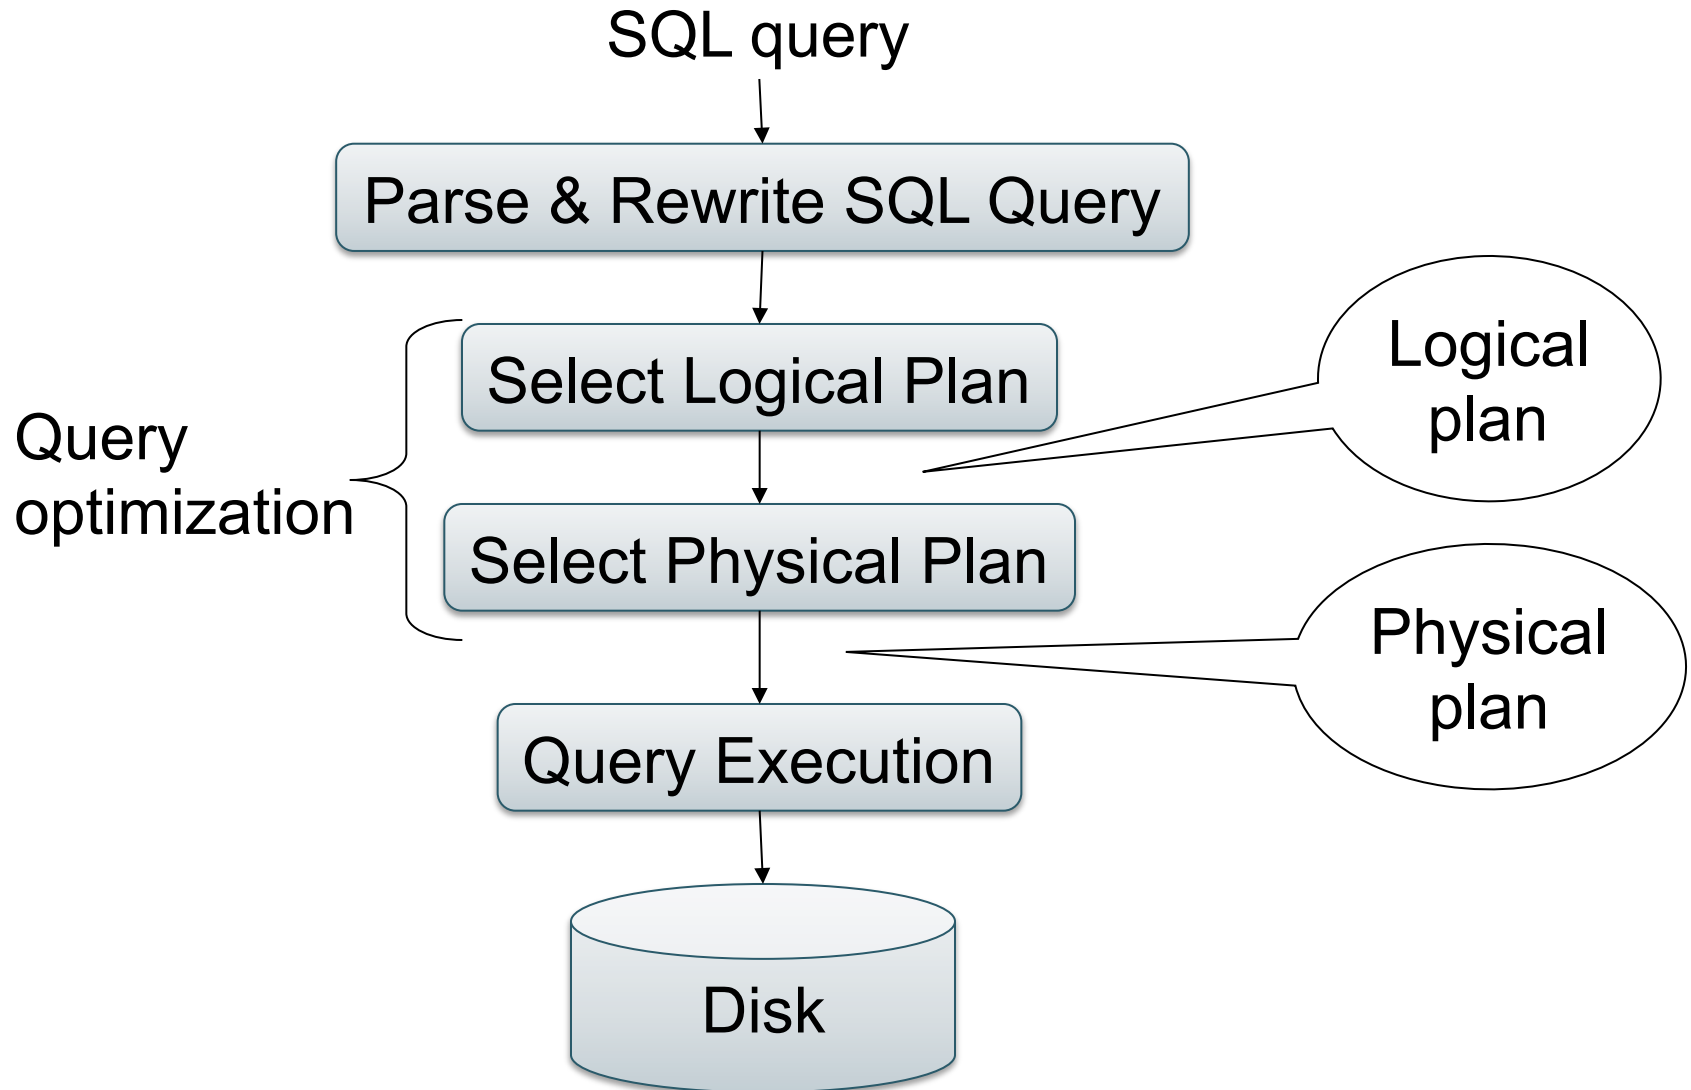 SQL query
Parse & Rewrite SQL Query
Select Logical Plan
Logical
plan
Query
optimization
Select Physical Plan
Physical
plan
Query Execution
Disk